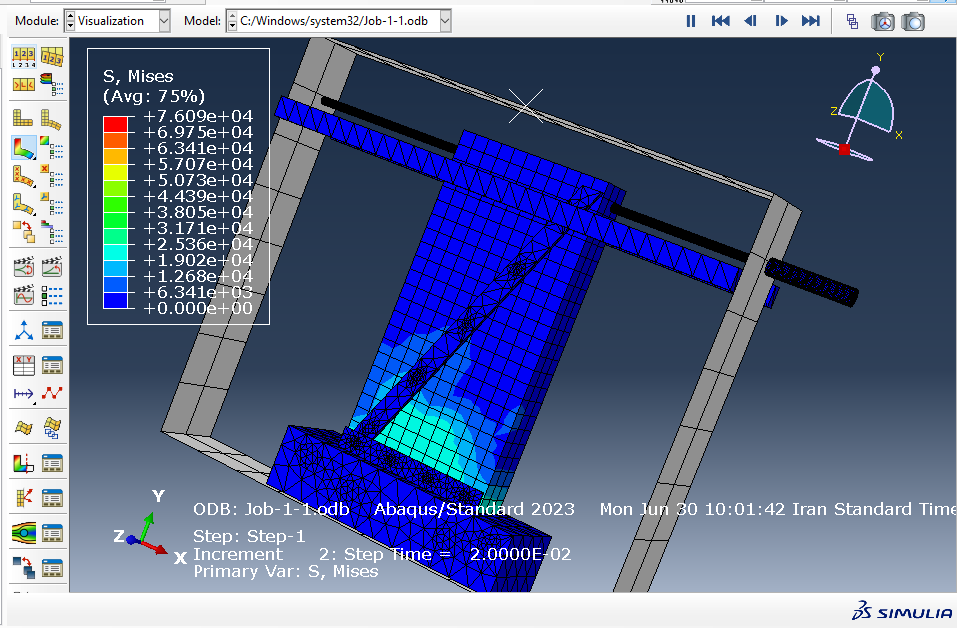 Module: Visualization Model: C:/Windows/system32/Job-1-1.odb
S, Mises
(Avg: 75%)
+7.609e+04
+6.975e+04
+6.341e+04
+5.707e+04
+5.073e+04
+4.439e+04
+3.805e+04
+3.171e+04
+2.536e+04
+1.902e+04
+1.268e+04
+6.341e+03
+0.000e+00
Y
Z
X
Y
Z
X
ODB: Job-1-1.odb Abaqus/Standard 2023 Mon Jun 30 10:01:42 Iran Standard Time
Step: Step-1
Increment 2: Step Time = 2.0000E-02
Primary Var: S, Mises
SIMULIA